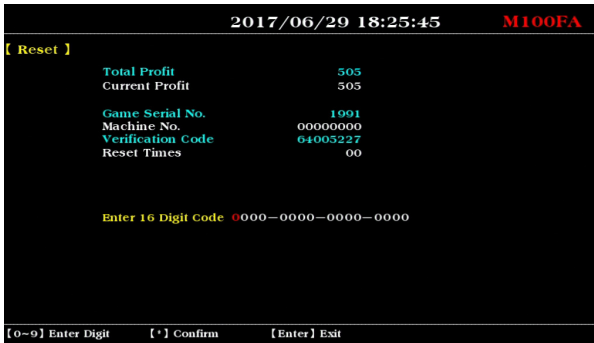 2017/06/29 18:25:45 M100FA
【 Reset 】
Total Profit 505
Current Profit 505
Game Serial No. 1991
Machine No. 00000000
Verification Code 64005227
Reset Times 00
Enter 16 Digit Code 0000—0000—0000—0000
【0~9】Enter Digit 【*】Confirm 【Enter】Exit